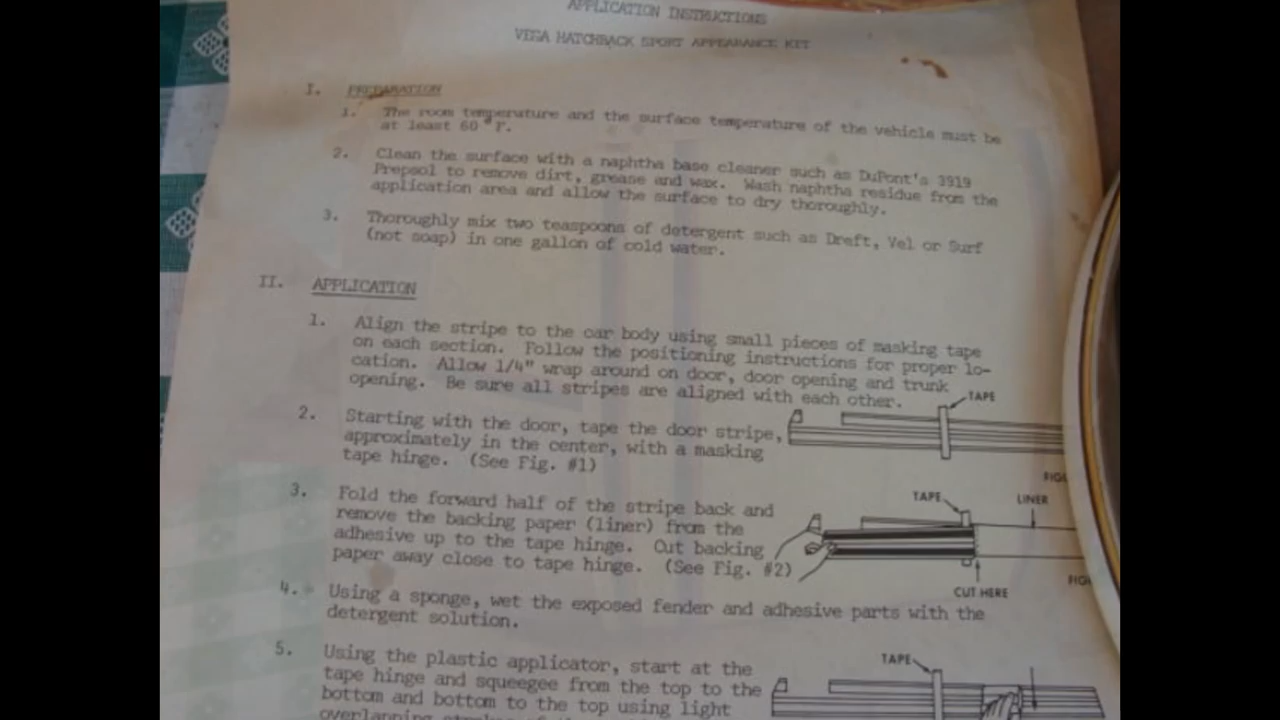 APPLICATION INSTRUCTIONS
VEGA HATCHBACK SPORT APPEARANCE KIT
I. PREPARATION
1. The room temperature and the surface temperature of the vehicle must be
at least 60°F.
2. Clean the surface with a naphtha base cleaner such as DuPont's 3919
Prepsol to remove dirt, grease and wax. Wash naphtha residue from the
application area and allow the surface to dry thoroughly.
3. Thoroughly mix two teaspoons of detergent such as Dreft, Vel or Surf
(not soap) in one gallon of cold water.
II. APPLICATION
1. Align the stripe to the car body using small pieces of masking tape
on each section. Follow the positioning instructions for proper lo-
cation. Allow 1/4" wrap around on door, door opening and trunk
opening. Be sure all stripes are aligned with each other.
TAPE
2. Starting with the door, tape the door stripe,
approximately in the center, with a masking
tape hinge. (See Fig. #1)
3. Fold the forward half of the stripe back and
remove the backing paper (liner) from the
adhesive up to the tape hinge. Cut backing
paper away close to tape hinge. (See Fig. #2)
TAPE LINER
CUT HERE
4. Using a sponge, wet the exposed fender and adhesive parts with the
detergent solution.
5. Using the plastic applicator, start at the
tape hinge and squeegee from the top to the
bottom and bottom to the top using light
overlapping
TAPE